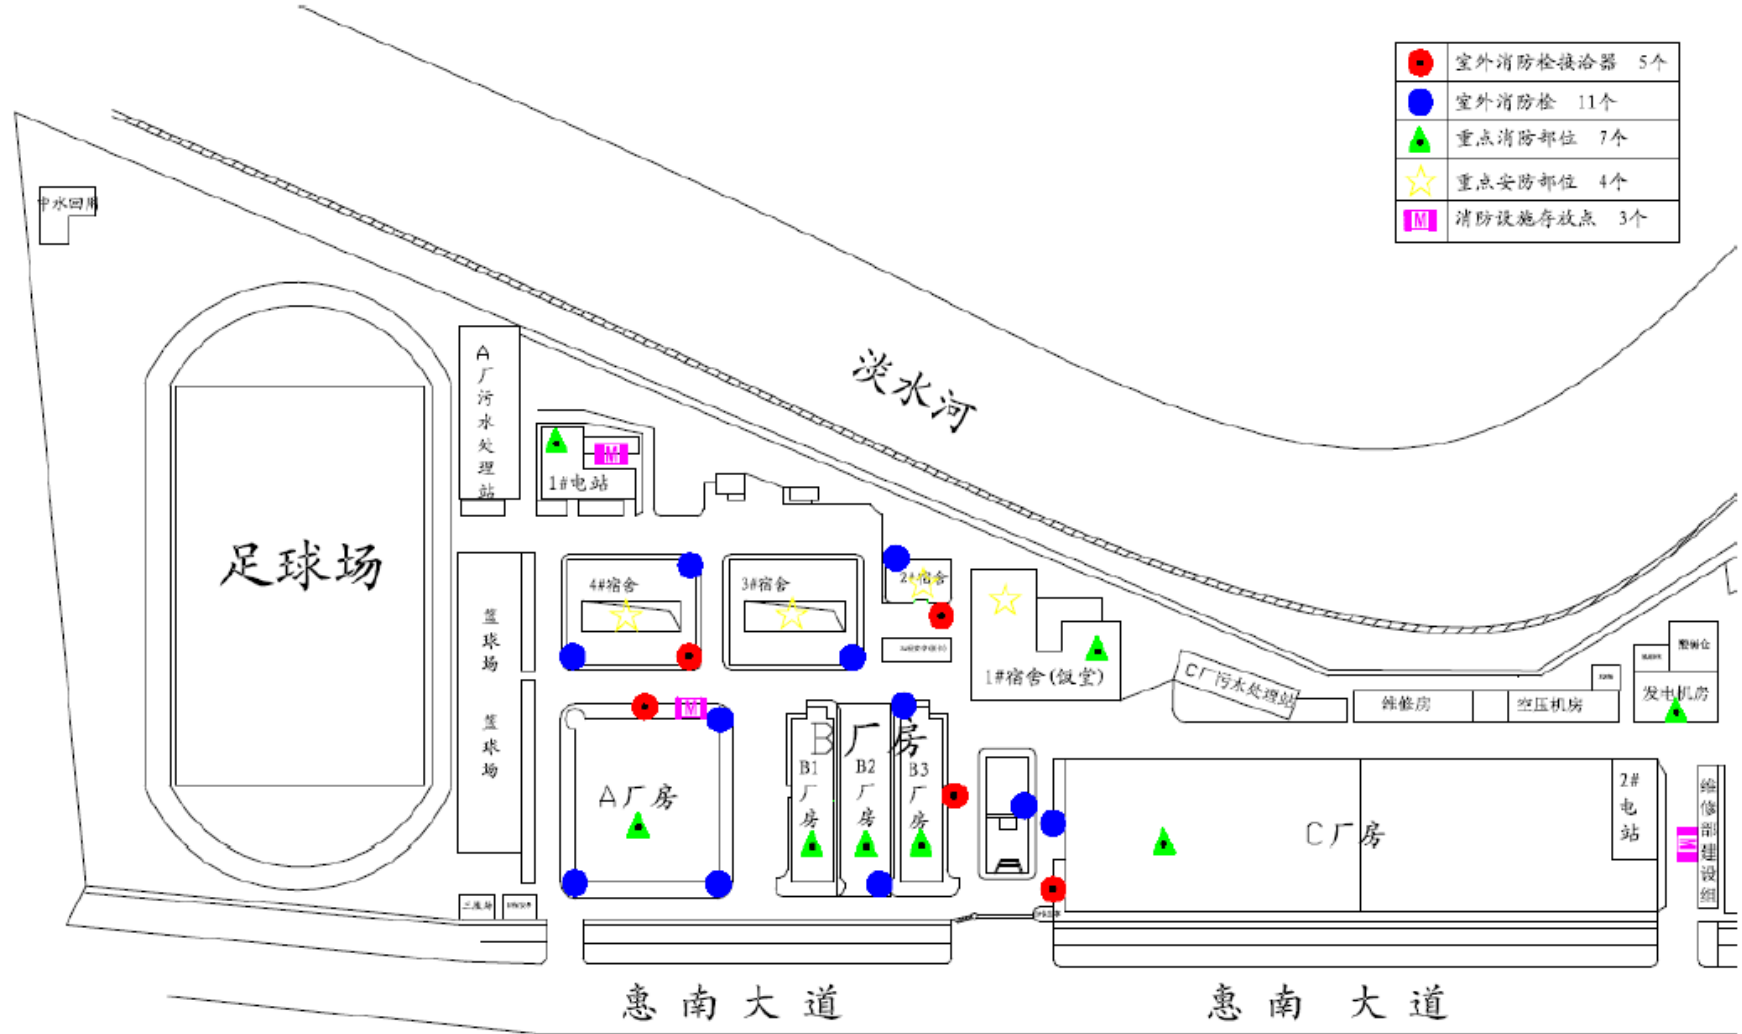 室外消防栓接洽器 5个
室外消防栓 11个
重点消防部位 7个
重点安防部位 4个
M 消防设施存放点 3个
中水回用
淡水河
A厂污水处理站
M
1#电站
足球场
4#宿舍
3#宿舍
2#宿舍
篮球场
1#宿舍(饭堂)
C厂污水处理站
维修房
空压机房
发电机房
M
篮球场
B厂房
A厂房
B1厂房
B2厂房
B3厂房
C厂房
2#电站
M
维修部建设组
惠南大道
惠南大道